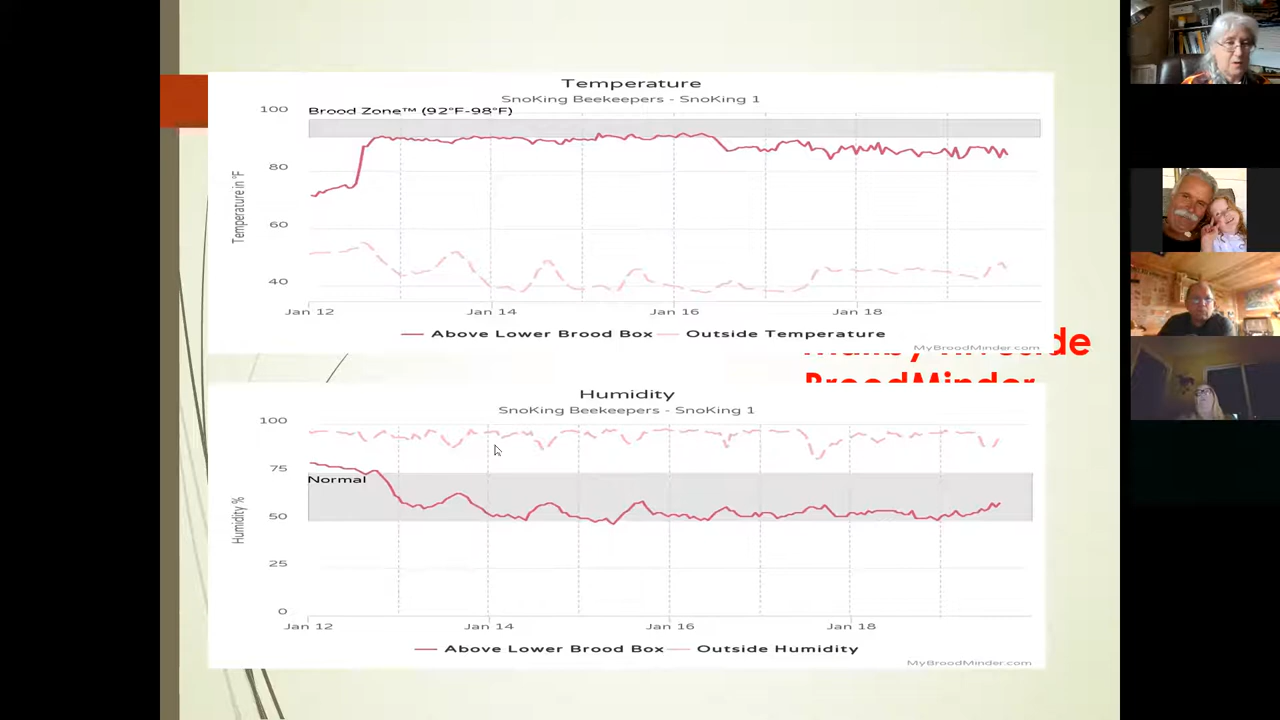 Temperature
SnoKing Beekeepers - SnoKing 1
Brood Zone™ (92°F-98°F)
100
80
60
40
Temperature in °F
Jan 12
Jan 14
Jan 16
Jan 18
Above Lower Brood Box
Outside Temperature
MyBroodMinder.com
BroodMinder
Humidity
SnoKing Beekeepers - SnoKing 1
100
75
Normal
50
25
0
Humidity %
Jan 12
Jan 14
Jan 16
Jan 18
Above Lower Brood Box
Outside Humidity
MyBroodMinder.com